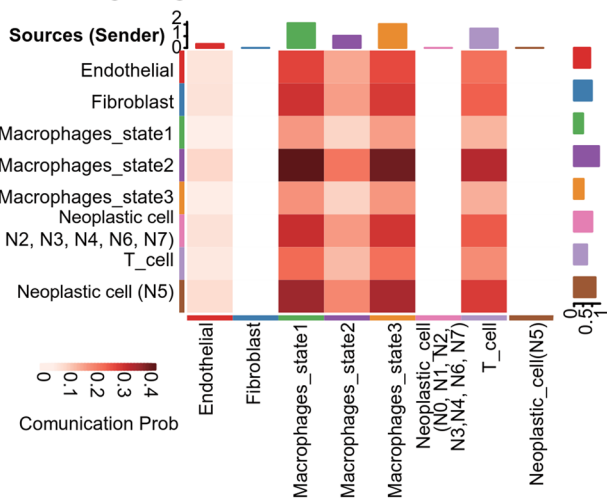 2
1
0
Sources (Sender)
Endothelial
Fibroblast
Macrophages_state1
Macrophages_state2
Macrophages_state3
Neoplastic cell
N2, N3, N4, N6, N7)
T_cell
Neoplastic cell (N5)
0
0.5
1
Endothelial
Fibroblast
Macrophages_state1
Macrophages_state2
Macrophages_state3
Neoplastic_cell
(N0, N1, N2,
N3,N4, N6, N7)
T_cell
Neoplastic_cell(N5)
0
0.1
0.2
0.3
0.4
Comunication Prob